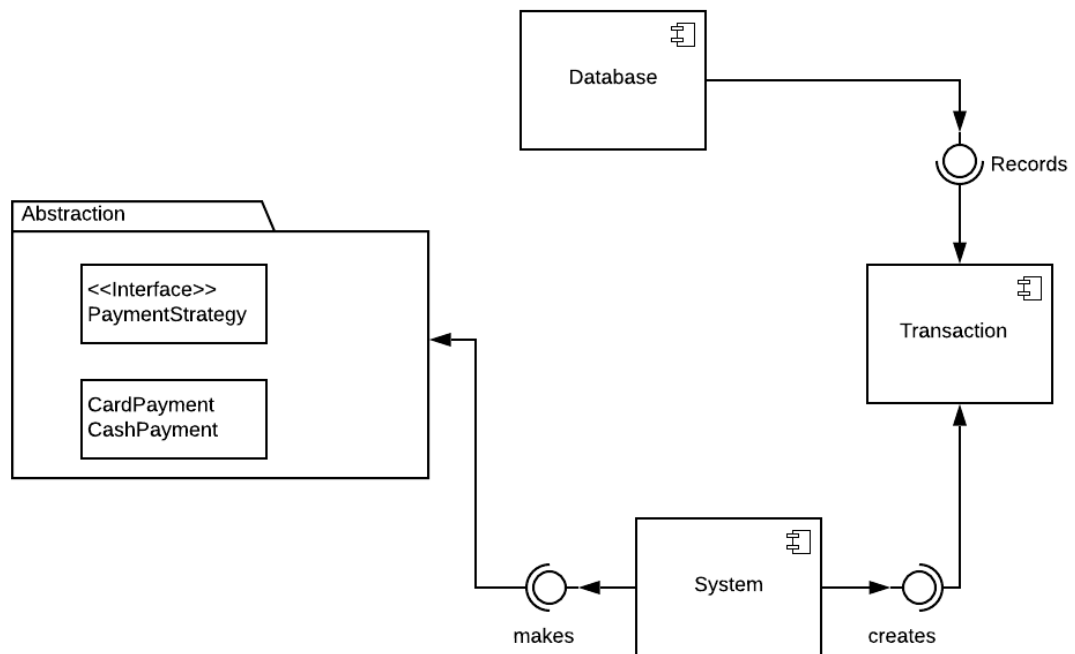 Database
Records
Abstraction
<<Interface>>
PaymentStrategy
Transaction
CardPayment
CashPayment
System
makes
creates